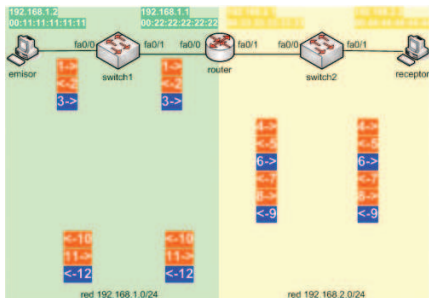 192.168.1.2
00:11:11:11:11:11
192.168.1.1
00:22:22:22:22:22
fa0/0
fa0/1
fa0/0
fa0/1
fa0/0
fa0/1
emisor
switch1
router
switch2
receptor
1->
3->
1->
3->
4->
<-5
6->
<-7
8->
<-9
4->
<-5
6->
<-7
8->
<-9
<-10
11->
<-12
<-10
11->
<-12
red 192.168.1.0/24
red 192.168.2.0/24